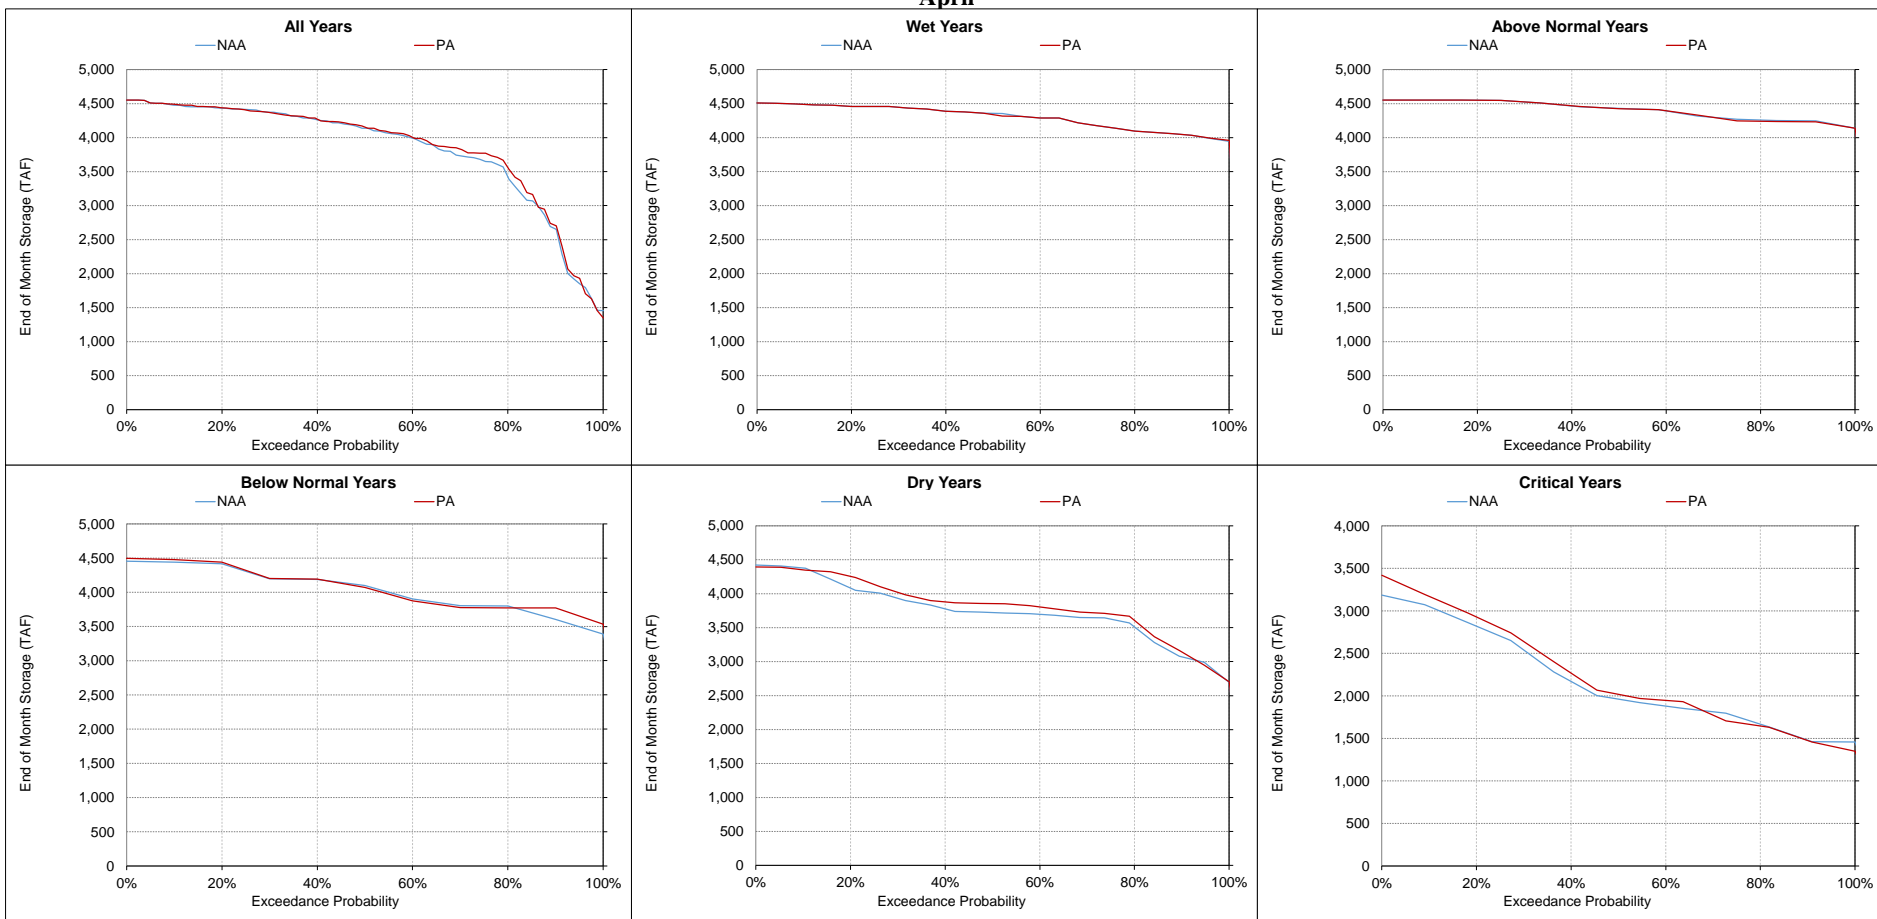 April
All Years
NAA PA
5,000
4,500
4,000
3,500
3,000
2,500
2,000
1,500
1,000
500
0
End of Month Storage (TAF)
0% 20% 40% 60% 80% 100%
Exceedance Probability
Wet Years
NAA PA
5,000
4,500
4,000
3,500
3,000
2,500
2,000
1,500
1,000
500
0
End of Month Storage (TAF)
0% 20% 40% 60% 80% 100%
Exceedance Probability
Above Normal Years
NAA PA
5,000
4,500
4,000
3,500
3,000
2,500
2,000
1,500
1,000
500
0
End of Month Storage (TAF)
0% 20% 40% 60% 80% 100%
Exceedance Probability
Below Normal Years
NAA PA
5,000
4,500
4,000
3,500
3,000
2,500
2,000
1,500
1,000
500
0
End of Month Storage (TAF)
0% 20% 40% 60% 80% 100%
Exceedance Probability
Dry Years
NAA PA
5,000
4,500
4,000
3,500
3,000
2,500
2,000
1,500
1,000
500
0
End of Month Storage (TAF)
0% 20% 40% 60% 80% 100%
Exceedance Probability
Critical Years
NAA PA
4,000
3,500
3,000
2,500
2,000
1,500
1,000
500
0
End of Month Storage (TAF)
0% 20% 40% 60% 80% 100%
Exceedance Probability